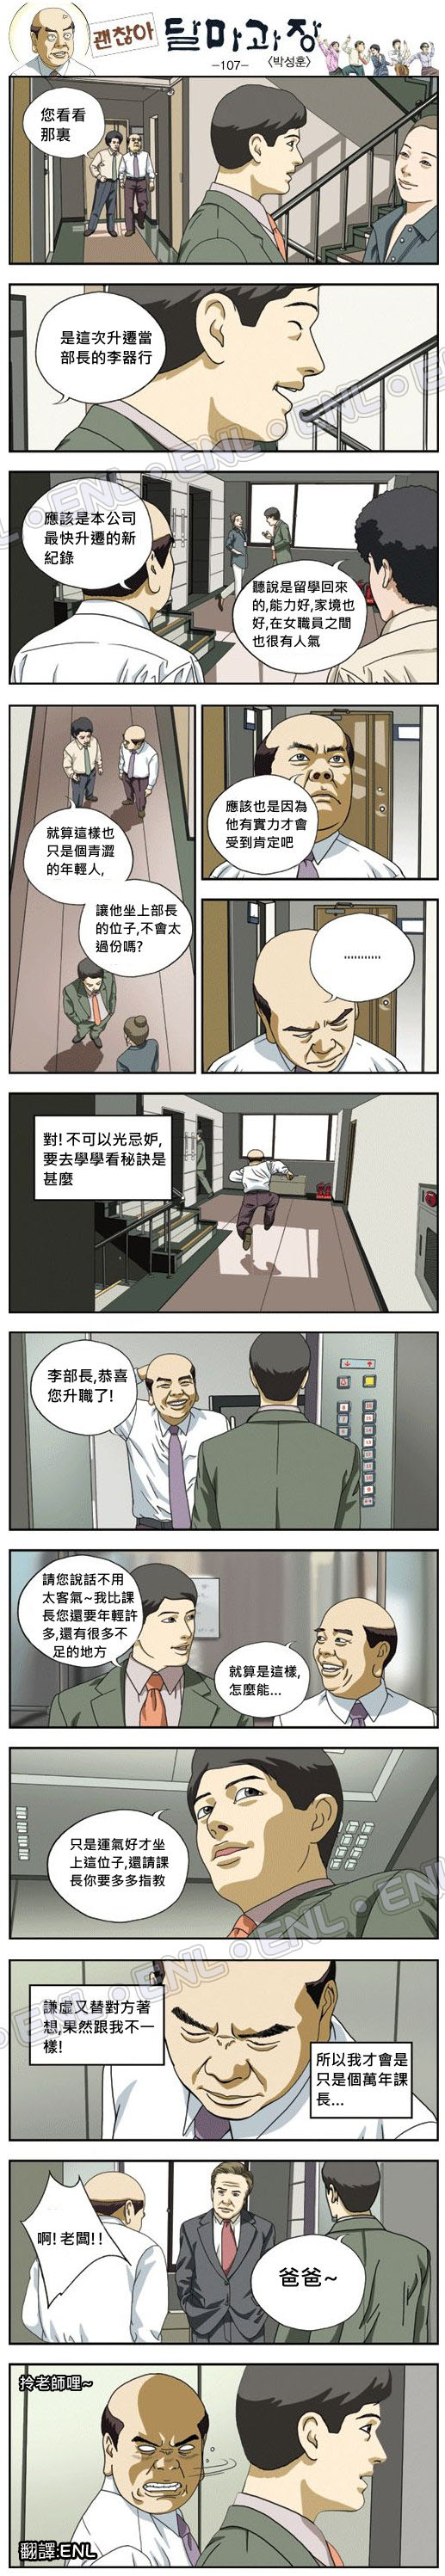 괜찮아
달마과장
-107-
〈박성훈〉
您看看
那裏
是這次升遷當
部長的李器行
應該是本公司
最快升遷的新
紀錄
聽說是留學回來
的,能力好,家境也
好,在女職員之間
也很有人氣
就算這樣也
只是個青澀
的年輕人,
讓他坐上部長
的位子,不會太
過份嗎?
應該也是因為
他有實力才會
受到肯定吧
...........
對! 不可以光忌妒,
要去學學看秘訣是
甚麼
李部長,恭喜
您升職了!
請您說話不用
太客氣~我比課
長您還要年輕許
多,還有很多不
足的地方
就算是這樣,
怎麼能...
只是運氣好才坐
上這位子,還請課
長你要多多指教
謙虛又替對方著
想,果然跟我不一
樣!
所以我才會是
只是個萬年課
長...
啊! 老闆! !
爸爸~
拎老師哩~
翻譯:ENL
ENL • ENL • ENL • ENL
ENL • ENL • ENL • ENL